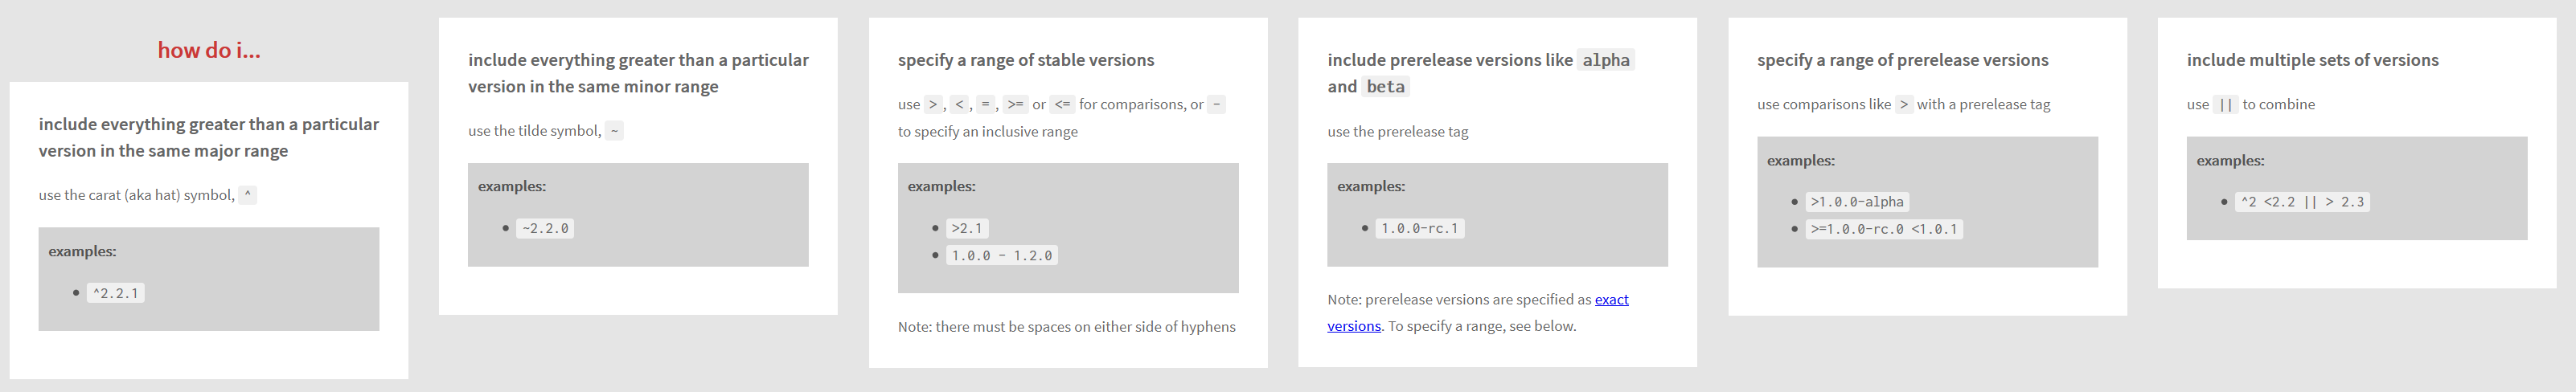 how do i...
include everything greater than a particular
version in the same major range
use the carat (aka hat) symbol, ^
examples:
^2.2.1
include everything greater than a particular
version in the same minor range
use the tilde symbol, ~
examples:
~2.2.0
specify a range of stable versions
use >, <, =, >= or <= for comparisons, or -
to specify an inclusive range
examples:
>2.1
1.0.0 - 1.2.0
Note: there must be spaces on either side of hyphens
include prerelease versions like alpha
and beta
use the prerelease tag
examples:
1.0.0-rc.1
Note: prerelease versions are specified as exact
versions. To specify a range, see below.
specify a range of prerelease versions
use comparisons like > with a prerelease tag
examples:
>1.0.0-alpha
>=1.0.0-rc.0 <1.0.1
include multiple sets of versions
use || to combine
examples:
^2 <2.2 || > 2.3